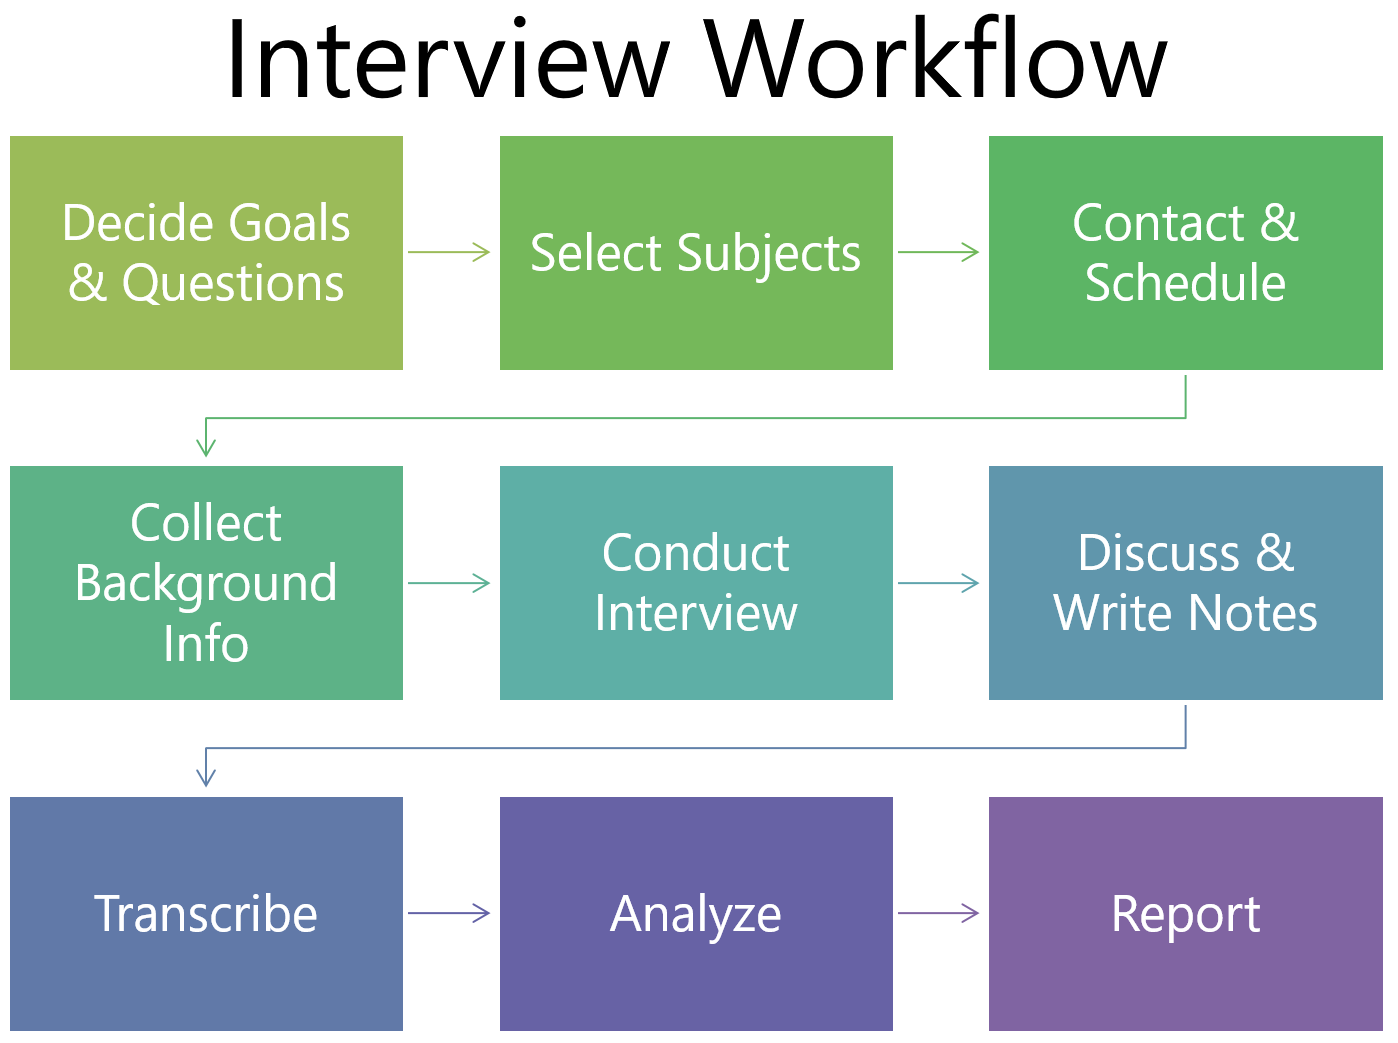 Interview Workflow
Decide Goals
& Questions
Select Subjects
Contact &
Schedule
Collect
Background
Info
Conduct
Interview
Discuss &
Write Notes
Transcribe
Analyze
Report